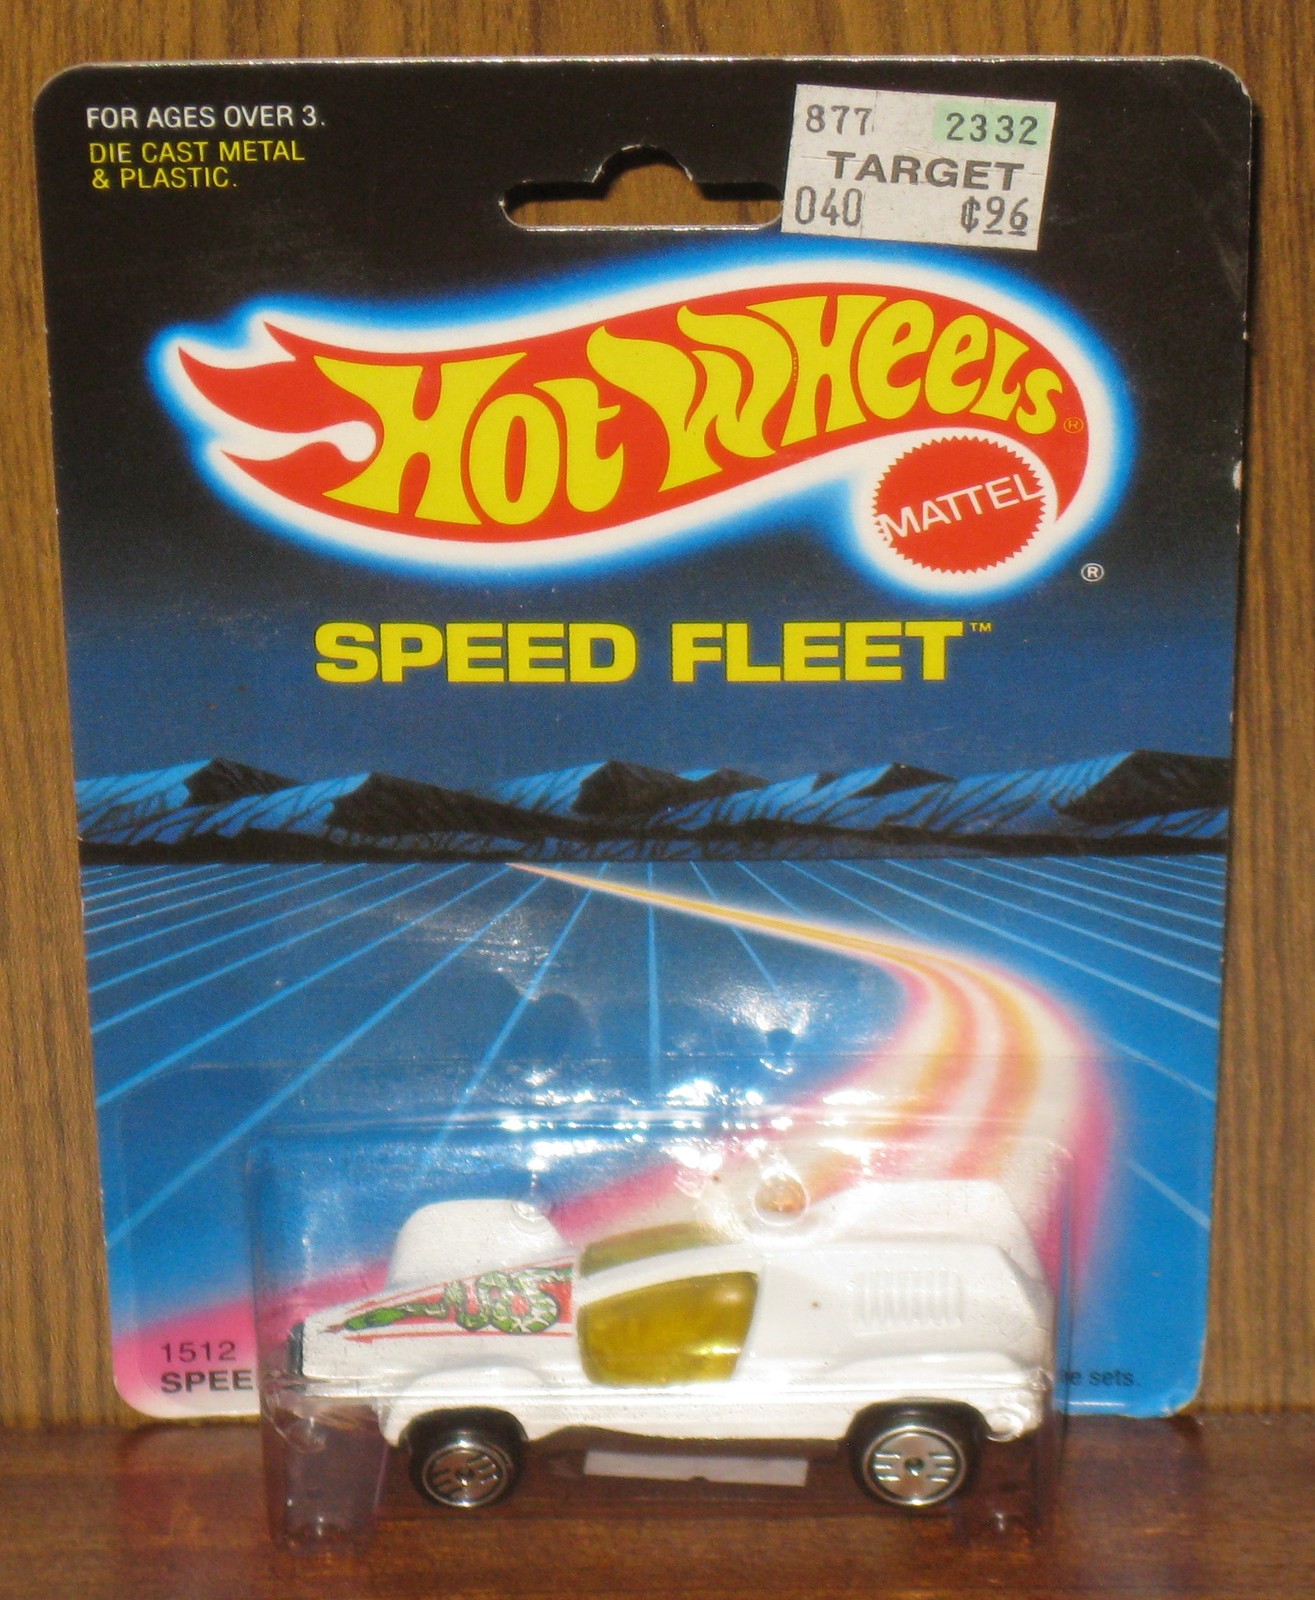 FOR AGES OVER 3.
DIE CAST METAL
& PLASTIC.
877 2332
TARGET
040 ¢96
HOT WHEELS®
MATTEL
®
SPEED FLEET™
1512
SPEE
sets.